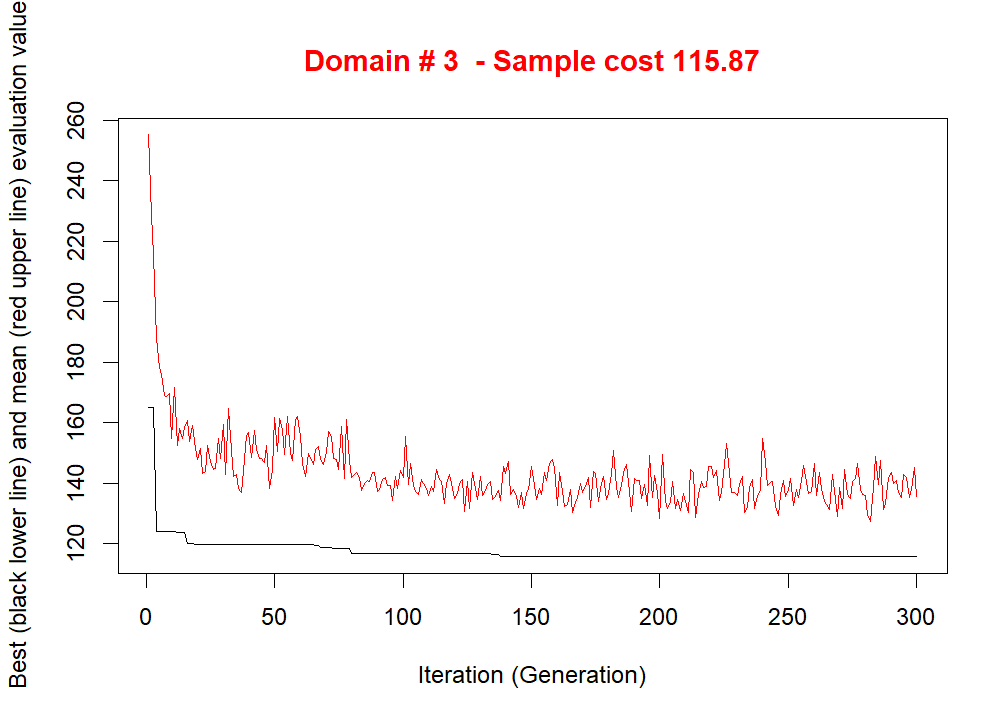 Domain # 3  - Sample cost 115.87
Best (black lower line) and mean (red upper line) evaluation value
260
240
220
200
180
160
140
120
0 50 100 150 200 250 300
Iteration (Generation)